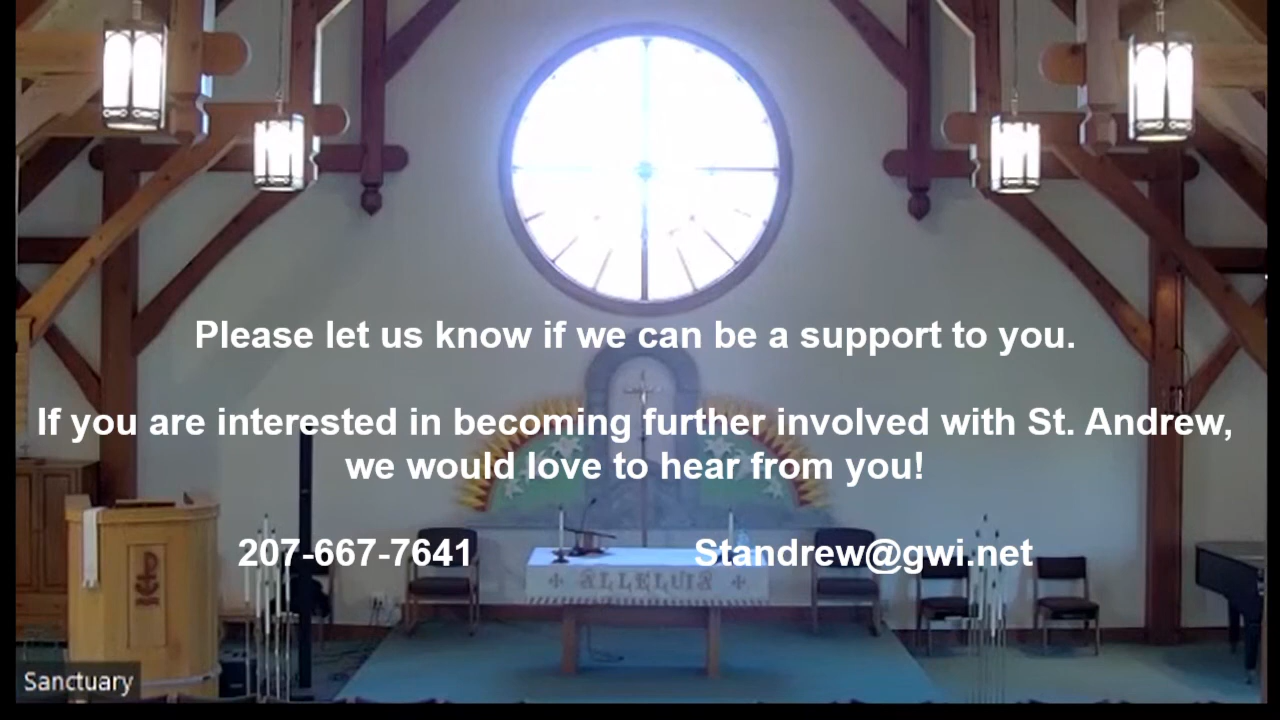 Please let us know if we can be a support to you.
If you are interested in becoming further involved with St. Andrew,
we would love to hear from you!
207-667-7641 Standrew@gwi.net
ALLELUIA
Sanctuary